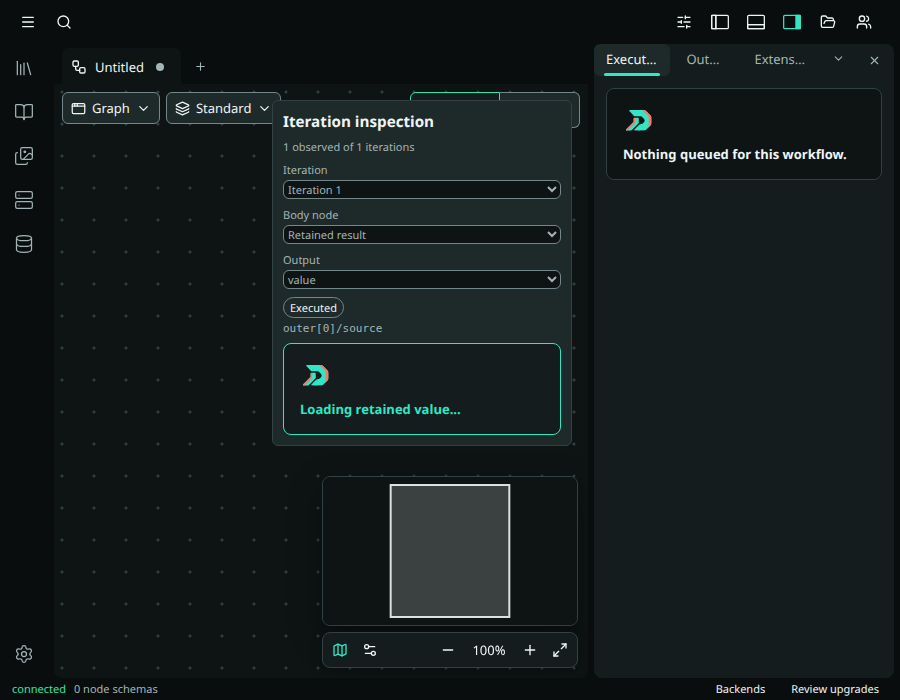 Untitled
Execut...
Out...
Extens...
Graph
Standard
Iteration inspection
1 observed of 1 iterations
Iteration
Iteration 1
Body node
Retained result
Output
value
Executed
outer[0]/source
Loading retained value...
Nothing queued for this workflow.
100%
connected
0 node schemas
Backends
Review upgrades